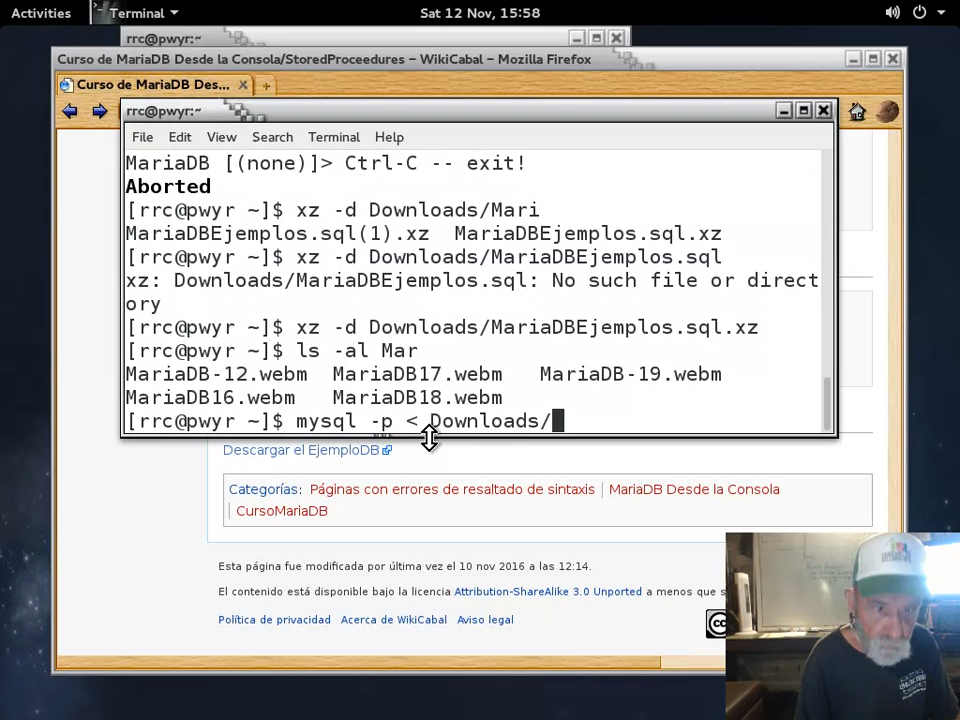 Activities
Terminal
Sat 12 Nov, 15:58
rrc@pwyr:~
Curso de MariaDB Desde la Consola/StoredProceedures – WikiCabal – Mozilla Firefox
Curso de MariaDB Des...
rrc@pwyr:~
File Edit View Search Terminal Help
MariaDB [(none)]> Ctrl-C -- exit!
Aborted
[rrc@pwyr ~]$ xz -d Downloads/Mari
MariaDBEjemplos.sql(1).xz MariaDBEjemplos.sql.xz
[rrc@pwyr ~]$ xz -d Downloads/MariaDBEjemplos.sql
xz: Downloads/MariaDBEjemplos.sql: No such file or direct
ory
[rrc@pwyr ~]$ xz -d Downloads/MariaDBEjemplos.sql.xz
[rrc@pwyr ~]$ ls -al Mar
MariaDB-12.webm MariaDB17.webm MariaDB-19.webm
MariaDB16.webm MariaDB18.webm
[rrc@pwyr ~]$ mysql -p < Downloads/
Descargar el EjemploDB
Categorías: Páginas con errores de resaltado de sintaxis | MariaDB Desde la Consola
| CursoMariaDB
Esta página fue modificada por última vez el 10 nov 2016 a las 12:14.
El contenido está disponible bajo la licencia Attribution-ShareAlike 3.0 Unported a menos que s
Política de privacidad Acerca de WikiCabal Aviso legal
cc